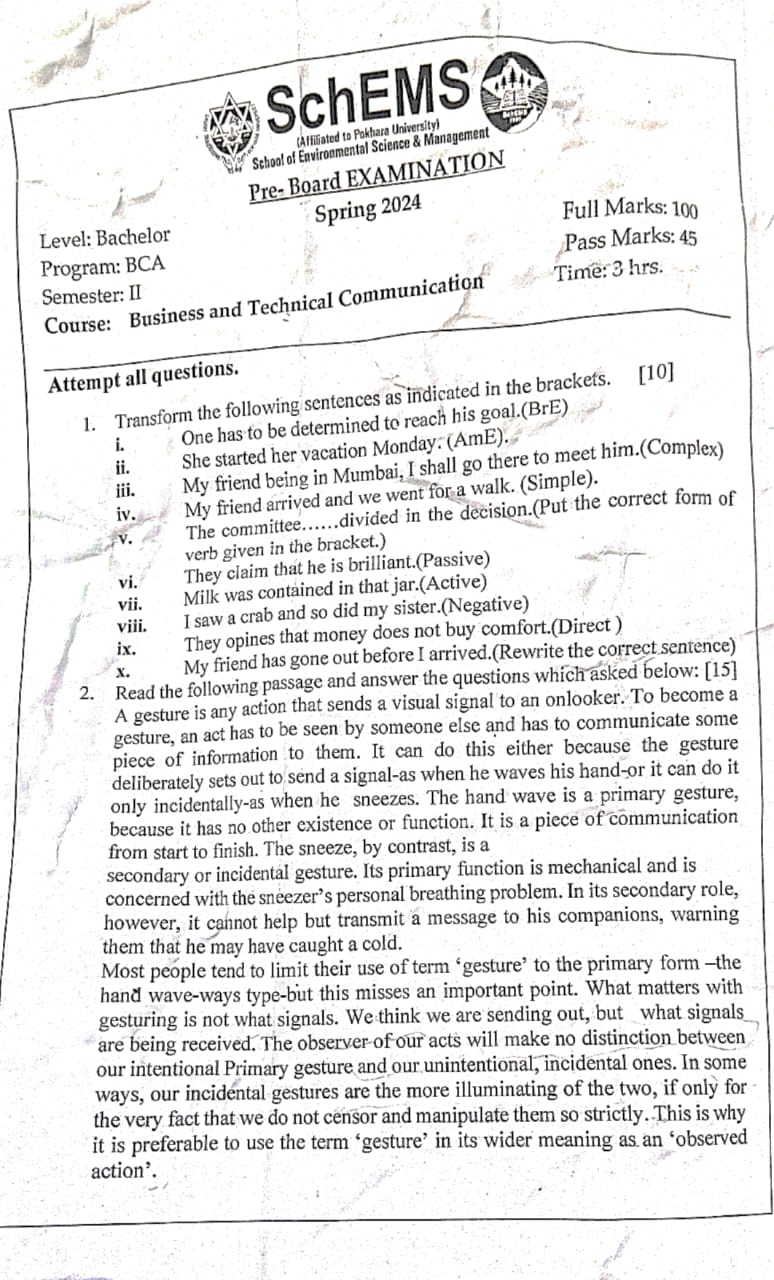 SchEMS
(Affiliated to Pokhara University)
School of Environmental Science & Management
Pre- Board EXAMINATION
Spring 2024
Level: Bachelor
Full Marks: 100
Program: BCA
Pass Marks: 45
Semester: II
Time: 3 hrs.
Course: Business and Technical Communication
Attempt all questions.
1. Transform the following sentences as indicated in the brackets. [10]
i. One has to be determined to reach his goal.(BrE)
ii. She started her vacation Monday. (AmE).
iii. My friend being in Mumbai, I shall go there to meet him.(Complex)
iv. My friend arrived and we went for a walk. (Simple).
v. The committee......divided in the decision.(Put the correct form of
verb given in the bracket.)
vi. They claim that he is brilliant.(Passive)
vii. Milk was contained in that jar.(Active)
viii. I saw a crab and so did my sister.(Negative)
ix. They opines that money does not buy comfort.(Direct )
x. My friend has gone out before I arrived.(Rewrite the correct sentence)
2. Read the following passage and answer the questions which asked below: [15]
A gesture is any action that sends a visual signal to an onlooker. To become a
gesture, an act has to be seen by someone else and has to communicate some
piece of information to them. It can do this either because the gesture
deliberately sets out to send a signal-as when he waves his hand-or it can do it
only incidentally-as when he sneezes. The hand wave is a primary gesture,
because it has no other existence or function. It is a piece of communication
from start to finish. The sneeze, by contrast, is a
secondary or incidental gesture. Its primary function is mechanical and is
concerned with the sneezer's personal breathing problem. In its secondary role,
however, it cannot help but transmit a message to his companions, warning
them that he may have caught a cold.
Most people tend to limit their use of term 'gesture' to the primary form –the
hand wave-ways type-but this misses an important point. What matters with
gesturing is not what signals. We think we are sending out, but what signals
are being received. The observer of our acts will make no distinction between
our intentional Primary gesture and our unintentional, incidental ones. In some
ways, our incidental gestures are the more illuminating of the two, if only for
the very fact that we do not censor and manipulate them so strictly. This is why
it is preferable to use the term 'gesture' in its wider meaning as an 'observed
action'.